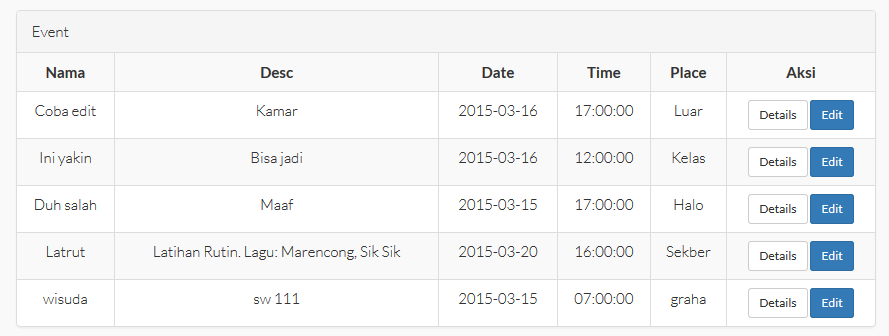 Event
Nama Desc Date Time Place Aksi
Coba edit Kamar 2015-03-16 17:00:00 Luar Details Edit
Ini yakin Bisa jadi 2015-03-16 12:00:00 Kelas Details Edit
Duh salah Maaf 2015-03-15 17:00:00 Halo Details Edit
Latrut Latihan Rutin. Lagu: Marencong, Sik Sik 2015-03-20 16:00:00 Sekber Details Edit
wisuda sw 111 2015-03-15 07:00:00 graha Details Edit